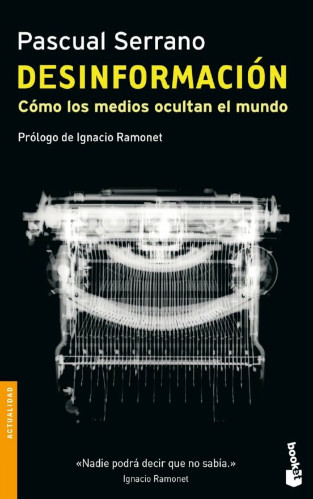 Pascual Serrano
DESINFORMACIÓN
Cómo los medios ocultan el mundo
Prólogo de Ignacio Ramonet
ACTUALIDAD
«Nadie podrá decir que no sabía.»
Ignacio Ramonet
booket